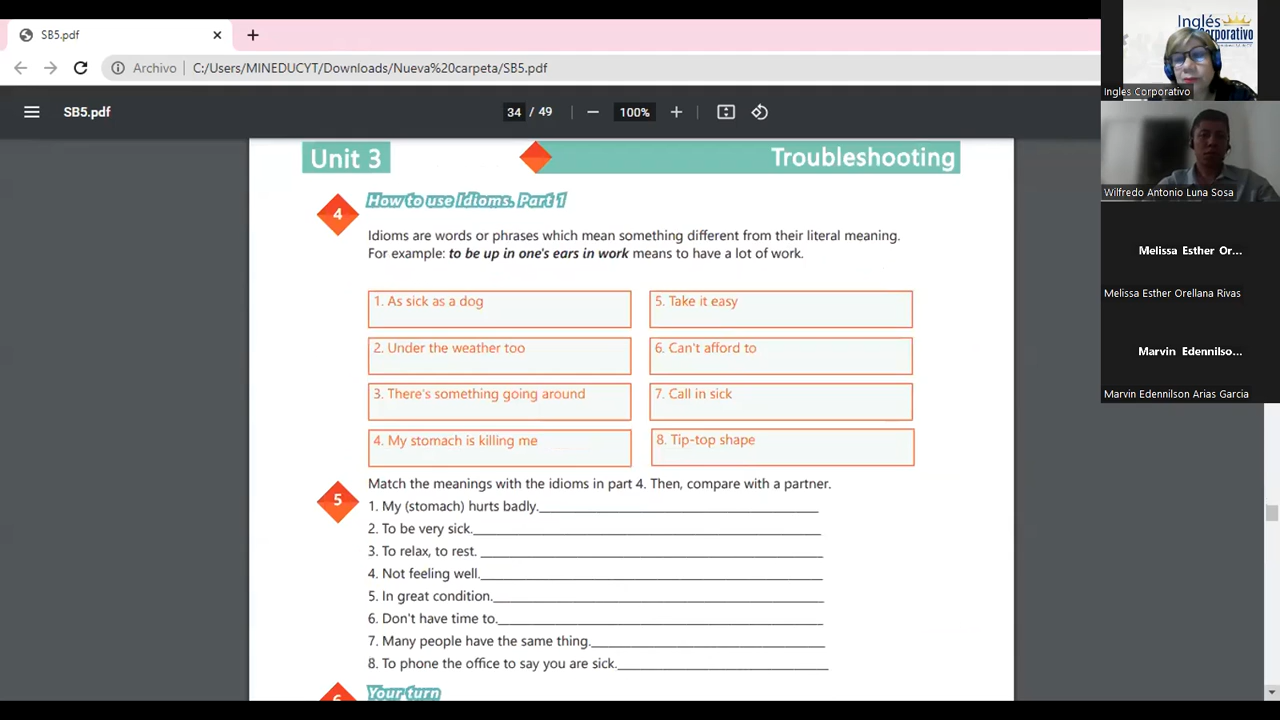 SB5.pdf
Archivo
C:/Users/MINEDUCYT/Downloads/Nueva%20carpeta/SB5.pdf
SB5.pdf
34 / 49
100%
Unit 3
Troubleshooting
4
How to use Idioms. Part 1
Idioms are words or phrases which mean something different from their literal meaning.
For example: to be up in one's ears in work means to have a lot of work.
1. As sick as a dog
2. Under the weather too
3. There's something going around
4. My stomach is killing me
5. Take it easy
6. Can't afford to
7. Call in sick
8. Tip-top shape
5
Match the meanings with the idioms in part 4. Then, compare with a partner.
1. My (stomach) hurts badly.
2. To be very sick.
3. To relax, to rest.
4. Not feeling well.
5. In great condition.
6. Don't have time to.
7. Many people have the same thing.
8. To phone the office to say you are sick.
6
Your turn
Inglés
Corporativo
Ingles Corporativo
Wilfredo Antonio Luna Sosa
Melissa Esther Or...
Melissa Esther Orellana Rivas
Marvin Edennilso...
Marvin Edennilson Arias Garcia